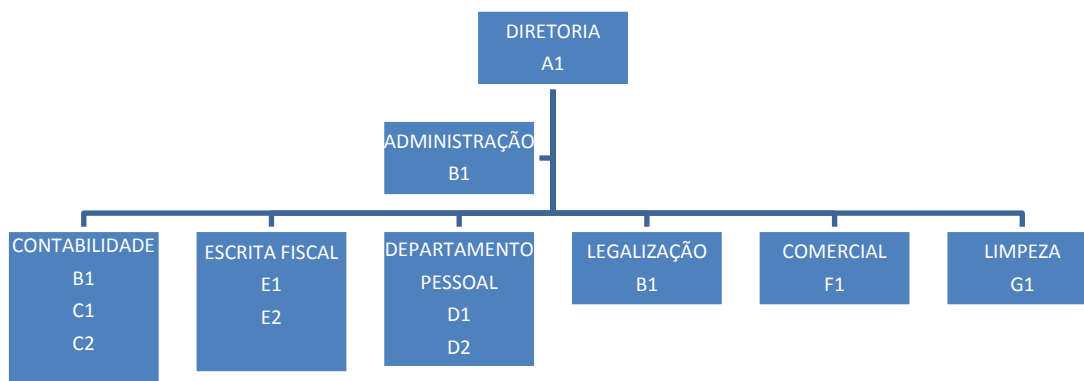 DIRETORIA
A1
ADMINISTRAÇÃO
B1
CONTABILIDADE
B1
C1
C2
ESCRITA FISCAL
E1
E2
DEPARTAMENTO
PESSOAL
D1
D2
LEGALIZAÇÃO
B1
COMERCIAL
F1
LIMPEZA
G1